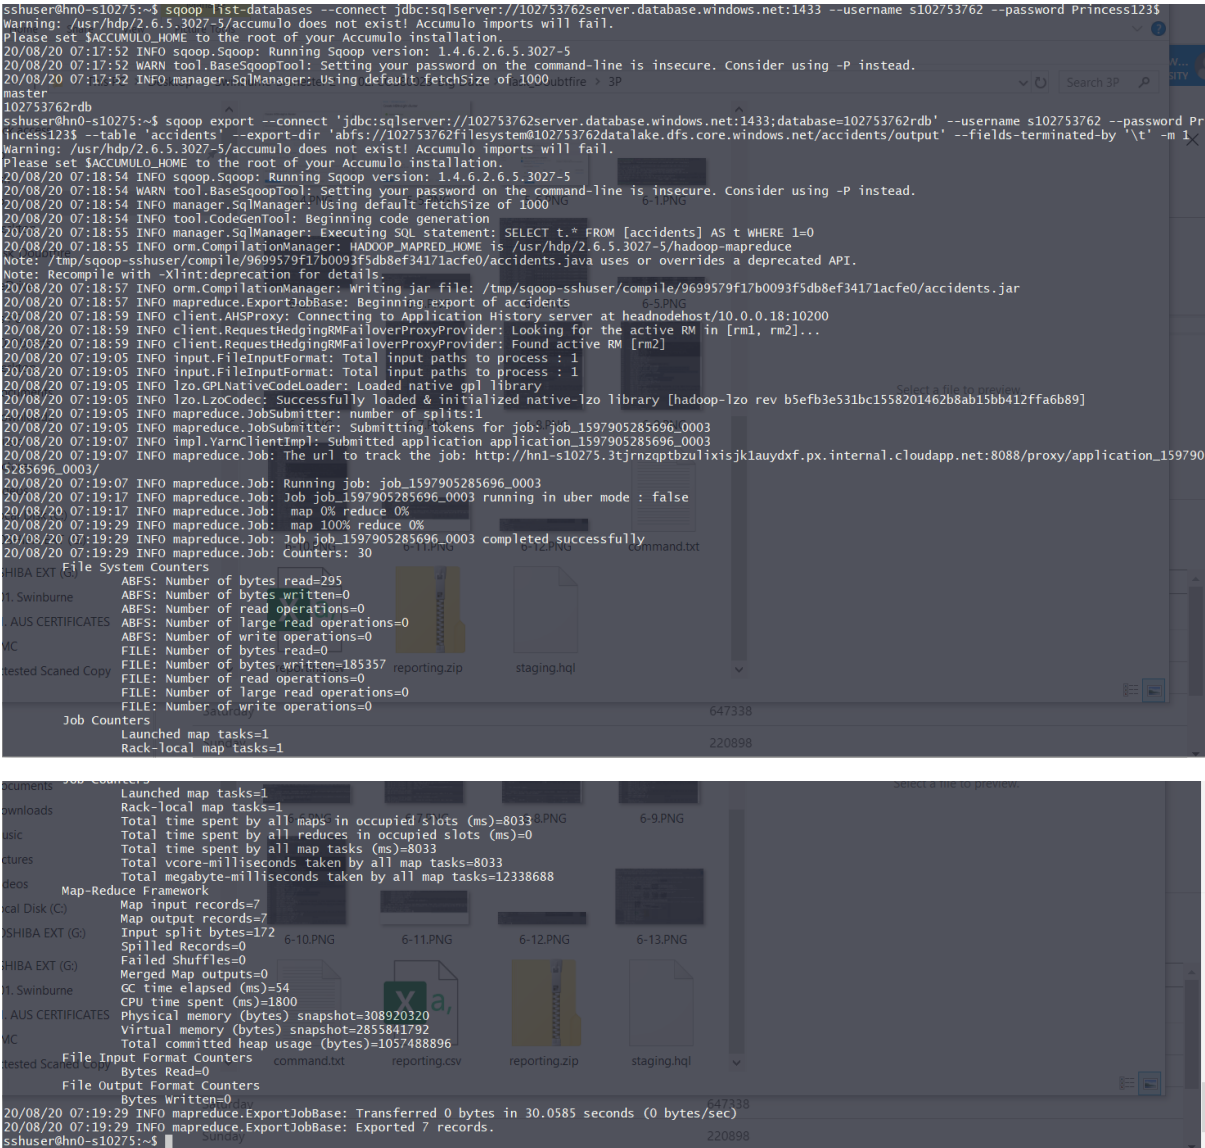 sshuser@hn0-s10275:~$ sqoop list-databases --connect jdbc:sqlserver://102753762server.database.windows.net:1433 --username s102753762 --password Princess123$
Warning: /usr/hdp/2.6.5.3027-5/accumulo does not exist! Accumulo imports will fail.
Please set $ACCUMULO_HOME to the root of your Accumulo installation.
20/08/20 07:17:52 INFO sqoop.Sqoop: Running Sqoop version: 1.4.6.2.6.5.3027-5
20/08/20 07:17:52 WARN tool.BaseSqoopTool: Setting your password on the command-line is insecure. Consider using -P instead.
20/08/20 07:17:52 INFO manager.SqlManager: Using default fetchSize of 1000
master
102753762rdb
sshuser@hn0-s10275:~$ sqoop export --connect 'jdbc:sqlserver://102753762server.database.windows.net:1433;database=102753762rdb' --username s102753762 --password Pr
incess123$ --table 'accidents' --export-dir 'abfs://102753762filesystem@102753762datalake.dfs.core.windows.net/accidents/output' --fields-terminated-by '\t' -m 1
Warning: /usr/hdp/2.6.5.3027-5/accumulo does not exist! Accumulo imports will fail.
Please set $ACCUMULO_HOME to the root of your Accumulo installation.
20/08/20 07:18:54 INFO sqoop.Sqoop: Running Sqoop version: 1.4.6.2.6.5.3027-5
20/08/20 07:18:54 WARN tool.BaseSqoopTool: Setting your password on the command-line is insecure. Consider using -P instead.
20/08/20 07:18:54 INFO manager.SqlManager: Using default fetchSize of 1000
20/08/20 07:18:54 INFO tool.CodeGenTool: Beginning code generation
20/08/20 07:18:55 INFO manager.SqlManager: Executing SQL statement: SELECT t.* FROM [accidents] AS t WHERE 1=0
20/08/20 07:18:55 INFO orm.CompilationManager: HADOOP_MAPRED_HOME is /usr/hdp/2.6.5.3027-5/hadoop-mapreduce
Note: /tmp/sqoop-sshuser/compile/9699579f17b0093f5db8ef34171acfe0/accidents.java uses or overrides a deprecated API.
Note: Recompile with -Xlint:deprecation for details.
20/08/20 07:18:57 INFO orm.CompilationManager: Writing jar file: /tmp/sqoop-sshuser/compile/9699579f17b0093f5db8ef34171acfe0/accidents.jar
20/08/20 07:18:57 INFO mapreduce.ExportJobBase: Beginning export of accidents
20/08/20 07:18:59 INFO client.AHSProxy: Connecting to Application History server at headnodehost/10.0.0.18:10200
20/08/20 07:18:59 INFO client.RequestHedgingRMFailoverProxyProvider: Looking for the active RM in [rm1, rm2]...
20/08/20 07:18:59 INFO client.RequestHedgingRMFailoverProxyProvider: Found active RM [rm2]
20/08/20 07:19:05 INFO input.FileInputFormat: Total input paths to process : 1
20/08/20 07:19:05 INFO input.FileInputFormat: Total input paths to process : 1
20/08/20 07:19:05 INFO lzo.GPLNativeCodeLoader: Loaded native gpl library
20/08/20 07:19:05 INFO lzo.LzoCodec: Successfully loaded & initialized native-lzo library [hadoop-lzo rev b5efb3e531bc1558201462b8ab15bb412ffa6b89]
20/08/20 07:19:05 INFO mapreduce.JobSubmitter: number of splits:1
20/08/20 07:19:05 INFO mapreduce.JobSubmitter: Submitting tokens for job: job_1597905285696_0003
20/08/20 07:19:07 INFO impl.YarnClientImpl: Submitted application application_1597905285696_0003
20/08/20 07:19:07 INFO mapreduce.Job: The url to track the job: http://hn1-s10275.3tjrnzqptbzulixisjk1auydxf.px.internal.cloudapp.net:8088/proxy/application_159790
5285696_0003/
20/08/20 07:19:07 INFO mapreduce.Job: Running job: job_1597905285696_0003
20/08/20 07:19:17 INFO mapreduce.Job: Job job_1597905285696_0003 running in uber mode : false
20/08/20 07:19:17 INFO mapreduce.Job:  map 0% reduce 0%
20/08/20 07:19:29 INFO mapreduce.Job:  map 100% reduce 0%
20/08/20 07:19:29 INFO mapreduce.Job: Job job_1597905285696_0003 completed successfully
20/08/20 07:19:29 INFO mapreduce.Job: Counters: 30
File System Counters
ABFS: Number of bytes read=295
ABFS: Number of bytes written=0
ABFS: Number of read operations=0
ABFS: Number of large read operations=0
ABFS: Number of write operations=0
FILE: Number of bytes read=0
FILE: Number of bytes written=185357
FILE: Number of read operations=0
FILE: Number of large read operations=0
FILE: Number of write operations=0
Job Counters
Launched map tasks=1
Rack-local map tasks=1
Job Counters
Launched map tasks=1
Rack-local map tasks=1
Total time spent by all maps in occupied slots (ms)=8033
Total time spent by all reduces in occupied slots (ms)=0
Total time spent by all map tasks (ms)=8033
Total vcore-milliseconds taken by all map tasks=8033
Total megabyte-milliseconds taken by all map tasks=12338688
Map-Reduce Framework
Map input records=7
Map output records=7
Input split bytes=172
Spilled Records=0
Failed Shuffles=0
Merged Map outputs=0
GC time elapsed (ms)=54
CPU time spent (ms)=1800
Physical memory (bytes) snapshot=308920320
Virtual memory (bytes) snapshot=2855841792
Total committed heap usage (bytes)=1057488896
File Input Format Counters
Bytes Read=0
File Output Format Counters
Bytes Written=0
20/08/20 07:19:29 INFO mapreduce.ExportJobBase: Transferred 0 bytes in 30.0585 seconds (0 bytes/sec)
20/08/20 07:19:29 INFO mapreduce.ExportJobBase: Exported 7 records.
sshuser@hn0-s10275:~$